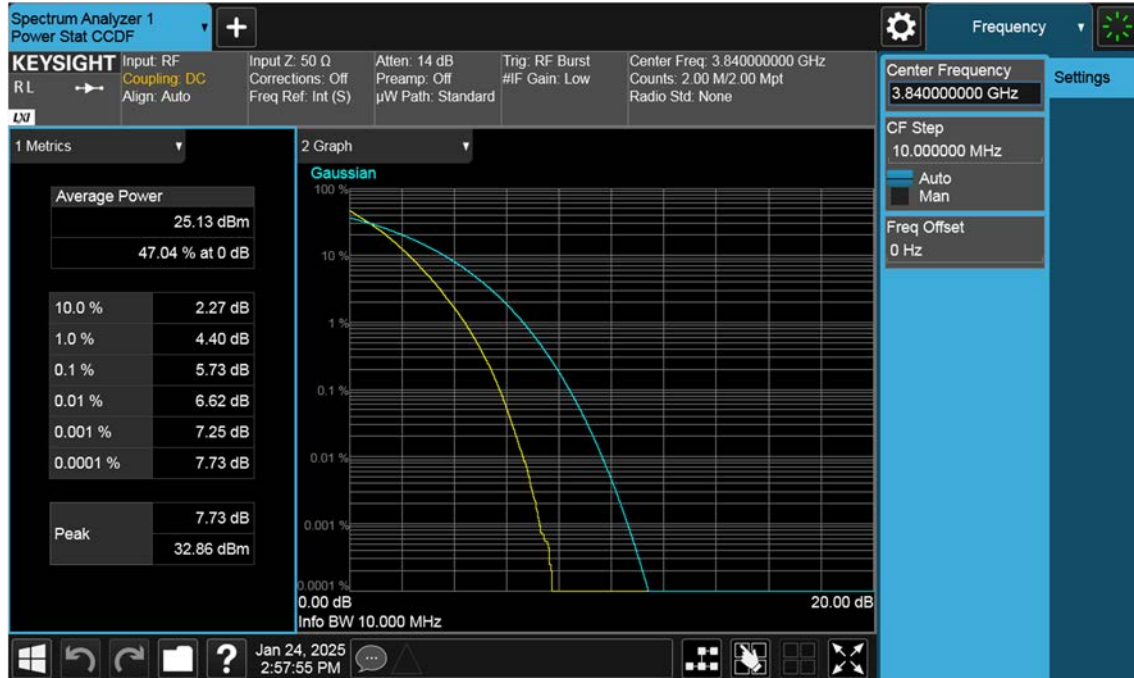 Spectrum Analyzer 1
Power Stat CCDF
+
Frequency
KEYSIGHT
RL
LXI
Input: RF
Coupling: DC
Align: Auto
Input Z: 50 Ω
Corrections: Off
Freq Ref: Int (S)
Atten: 14 dB
Preamp: Off
µW Path: Standard
Trig: RF Burst
#IF Gain: Low
Center Freq: 3.840000000 GHz
Counts: 2.00 M/2.00 Mpt
Radio Std: None
Center Frequency
3.840000000 GHz
Settings
CF Step
10.000000 MHz
Auto
Man
Freq Offset
0 Hz
1 Metrics
Average Power
25.13 dBm
47.04 % at 0 dB
10.0 % 2.27 dB
1.0 % 4.40 dB
0.1 % 5.73 dB
0.01 % 6.62 dB
0.001 % 7.25 dB
0.0001 % 7.73 dB
Peak
7.73 dB
32.86 dBm
2 Graph
Gaussian
100 %
10 %
1 %
0.1 %
0.01 %
0.001 %
0.0001 %
0.00 dB 20.00 dB
Info BW 10.000 MHz
?
Jan 24, 2025
2:57:55 PM